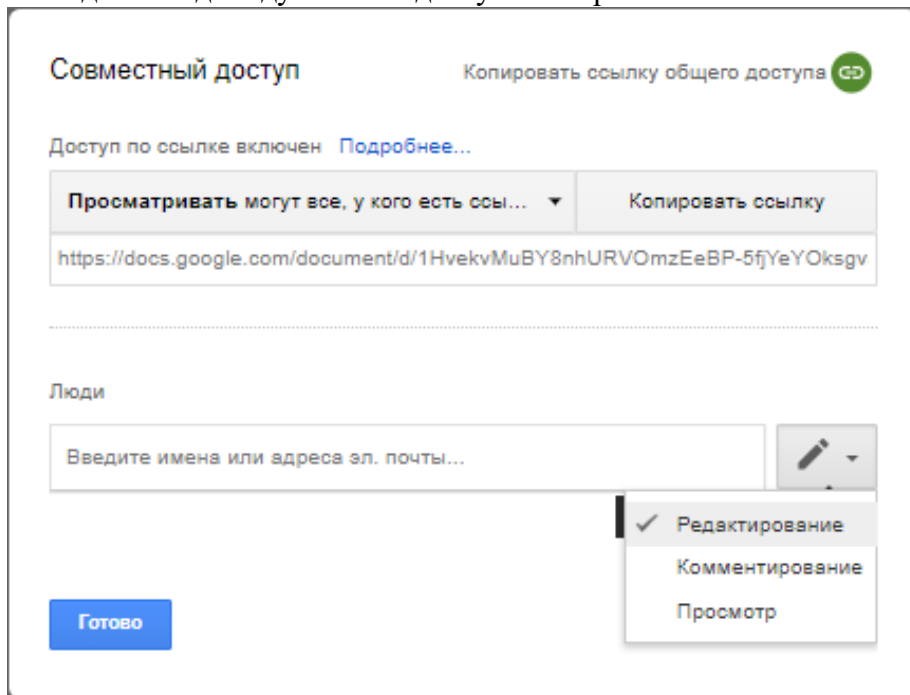 Совместный доступ
Копировать ссылку общего доступа
Доступ по ссылке включен Подробнее...
Просматривать могут все, у кого есть ссы...
Копировать ссылку
https://docs.google.com/document/d/1HvekvMuBY8nhURVOmzEeBP-5fjYeYOksgv
Люди
Введите имена или адреса эл. почты...
Редактирование
Комментирование
Просмотр
Готово